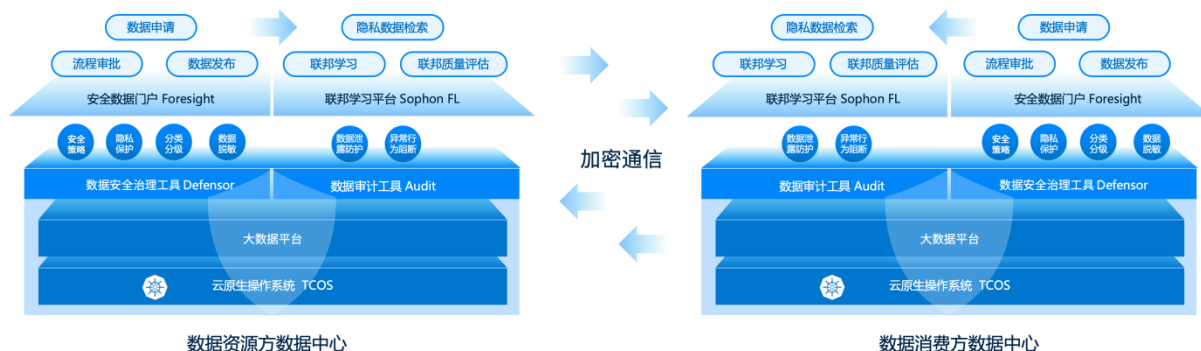 数据申请
隐私数据检索
流程审批
数据发布
联邦学习
联邦质量评估
安全数据门户 Foresight
联邦学习平台 Sophon FL
安全
策略
隐私
保护
分类
分级
数据
脱敏
数据泄
露防护
异常行
为阻断
数据安全治理工具 Defensor
数据审计工具 Audit
大数据平台
云原生操作系统 TCOS
数据资源方数据中心
加密通信
隐私数据检索
数据申请
联邦学习
联邦质量评估
流程审批
数据发布
联邦学习平台 Sophon FL
安全数据门户 Foresight
数据泄
露防护
异常行
为阻断
安全
策略
隐私
保护
分类
分级
数据
脱敏
数据审计工具 Audit
数据安全治理工具 Defensor
大数据平台
云原生操作系统 TCOS
数据消费方数据中心